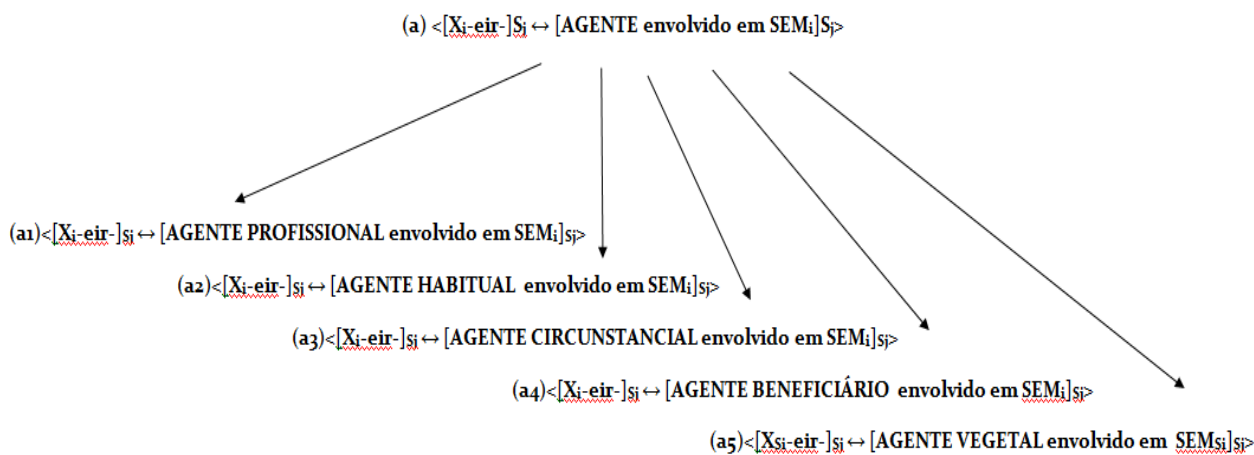 (a) <[Xi-eir-]Sj ↔ [AGENTE envolvido em SEMi]Sj>
(a1)<[Xi-eir-]Sj ↔ [AGENTE PROFISSIONAL envolvido em SEMi]Sj>
(a2)<[Xi-eir-]Sj ↔ [AGENTE HABITUAL envolvido em SEMi]Sj>
(a3)<[Xi-eir-]Sj ↔ [AGENTE CIRCUNSTANCIAL envolvido em SEMi]Sj>
(a4)<[Xi-eir-]Sj ↔ [AGENTE BENEFICIÁRIO envolvido em SEMi]Sj>
(a5)<[XSi-eir-]Sj ↔ [AGENTE VEGETAL envolvido em SEMSi]Sj>